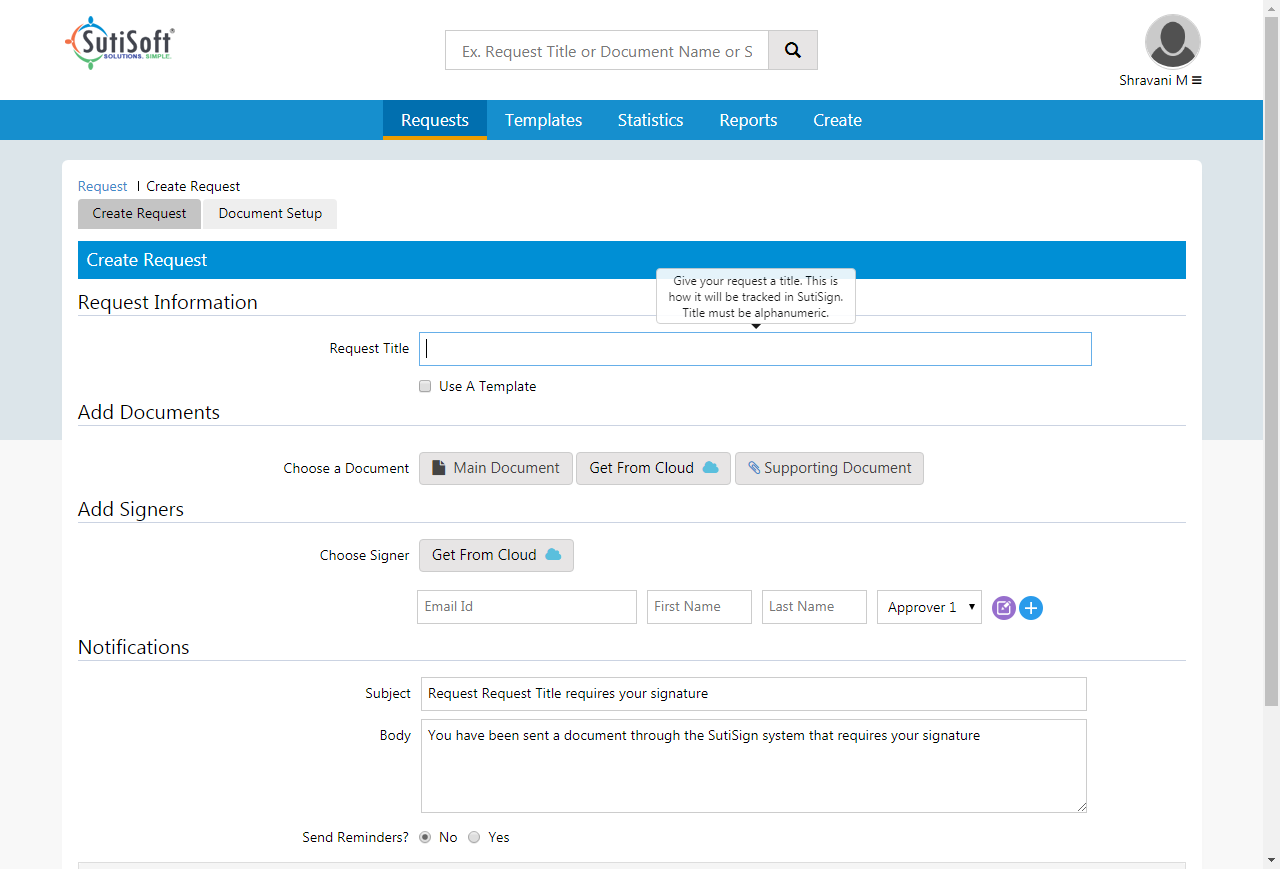 SutiSoft®
SOLUTIONS. SIMPLE.
Ex. Request Title or Document Name or S
Shravani M
Requests Templates Statistics Reports Create
Request | Create Request
Create Request Document Setup
Create Request
Give your request a title. This is
how it will be tracked in SutiSign.
Title must be alphanumeric.
Request Information
Request Title
Use A Template
Add Documents
Choose a Document Main Document Get From Cloud Supporting Document
Add Signers
Choose Signer Get From Cloud
Email Id First Name Last Name Approver 1
Notifications
Subject Request Request Title requires your signature
Body You have been sent a document through the SutiSign system that requires your signature
Send Reminders? No Yes